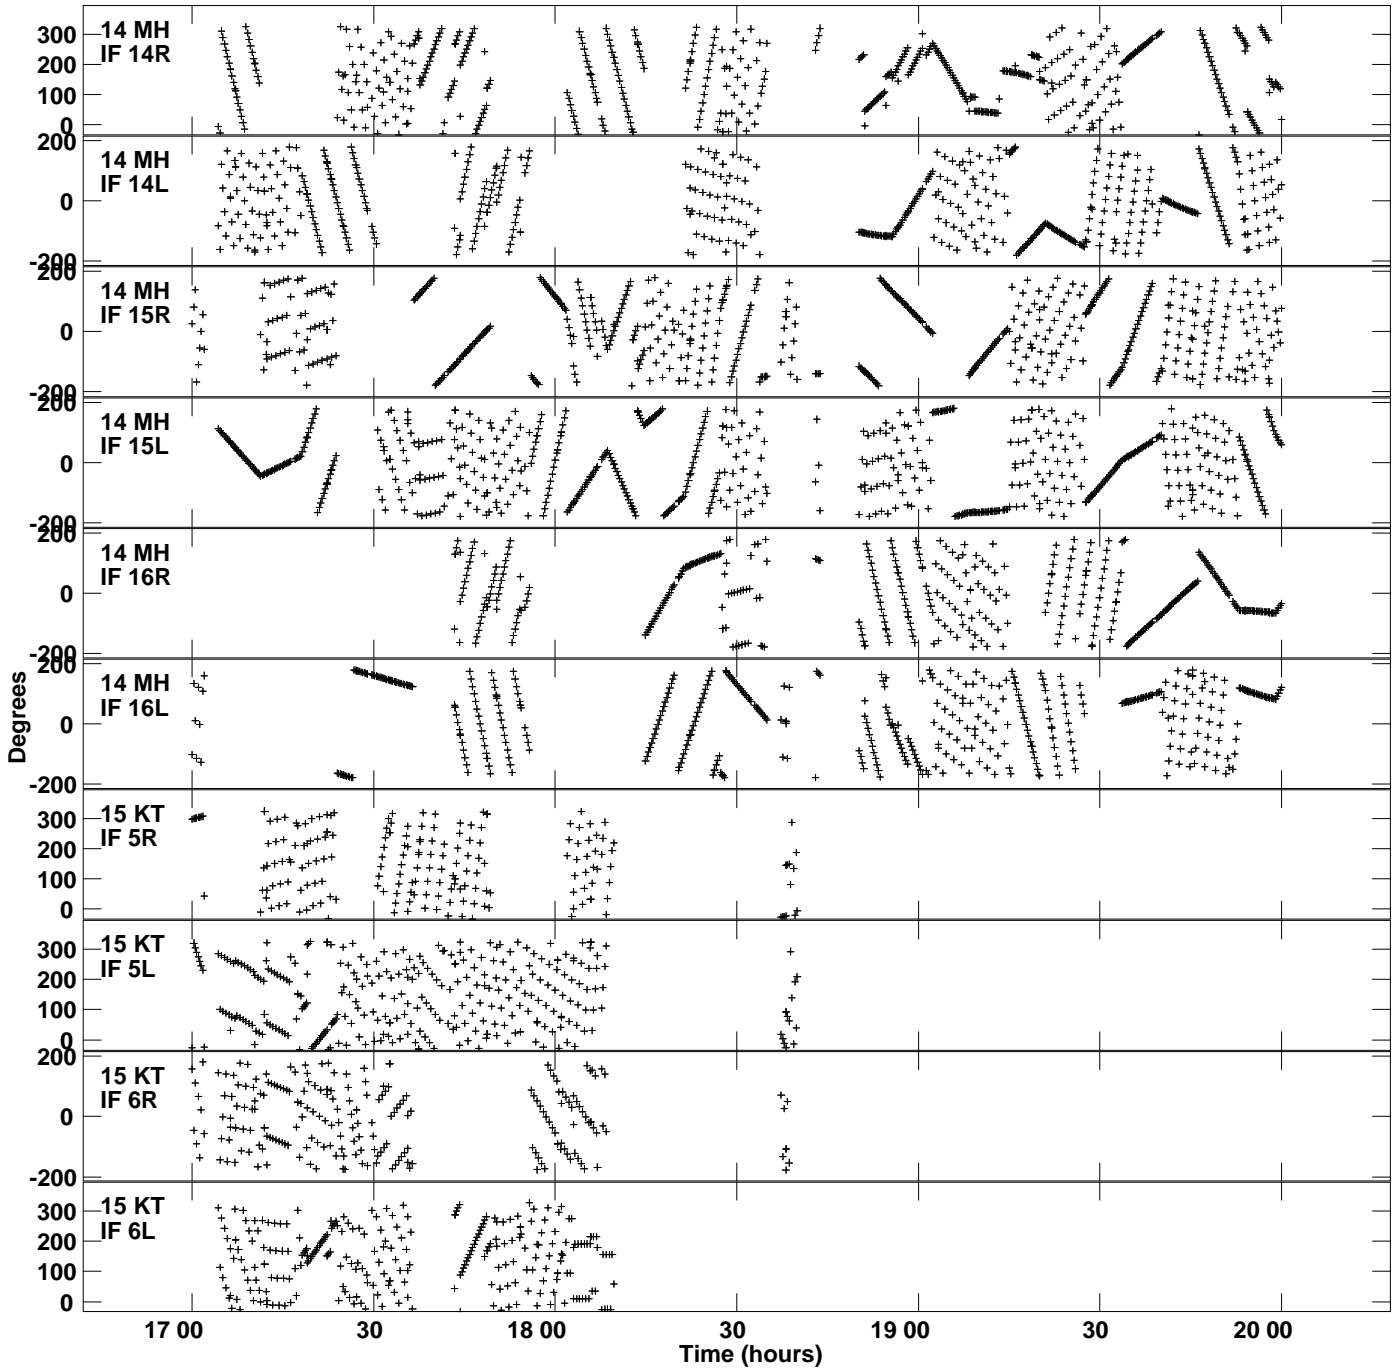 14 MH
IF 14R
300
200
100
0
14 MH
IF 14L
200
0
-200
14 MH
IF 15R
200
0
-200
14 MH
IF 15L
200
0
-200
14 MH
IF 16R
200
0
-200
14 MH
IF 16L
200
0
-200
15 KT
IF 5R
300
200
100
0
15 KT
IF 5L
300
200
100
0
15 KT
IF 6R
200
0
-200
15 KT
IF 6L
300
200
100
0
Degrees
17 00 30 18 00 30 19 00 30 20 00
Time (hours)